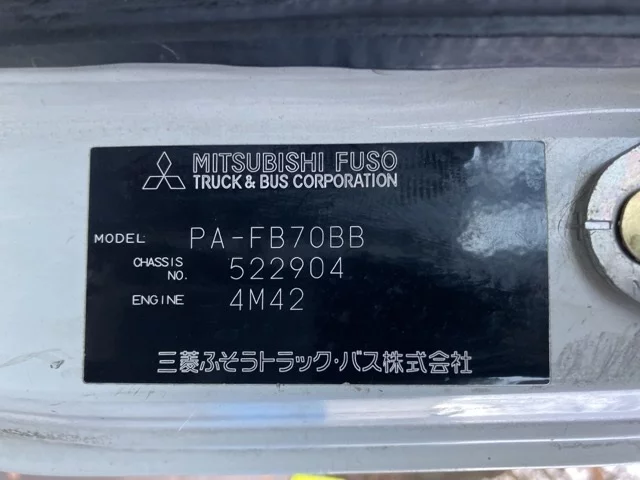 MITSUBISHI FUSO
TRUCK & BUS CORPORATION
MODEL PA-FB70BB
CHASSIS NO. 522904
ENGINE 4M42
三菱ふそうトラック・バス株式会社